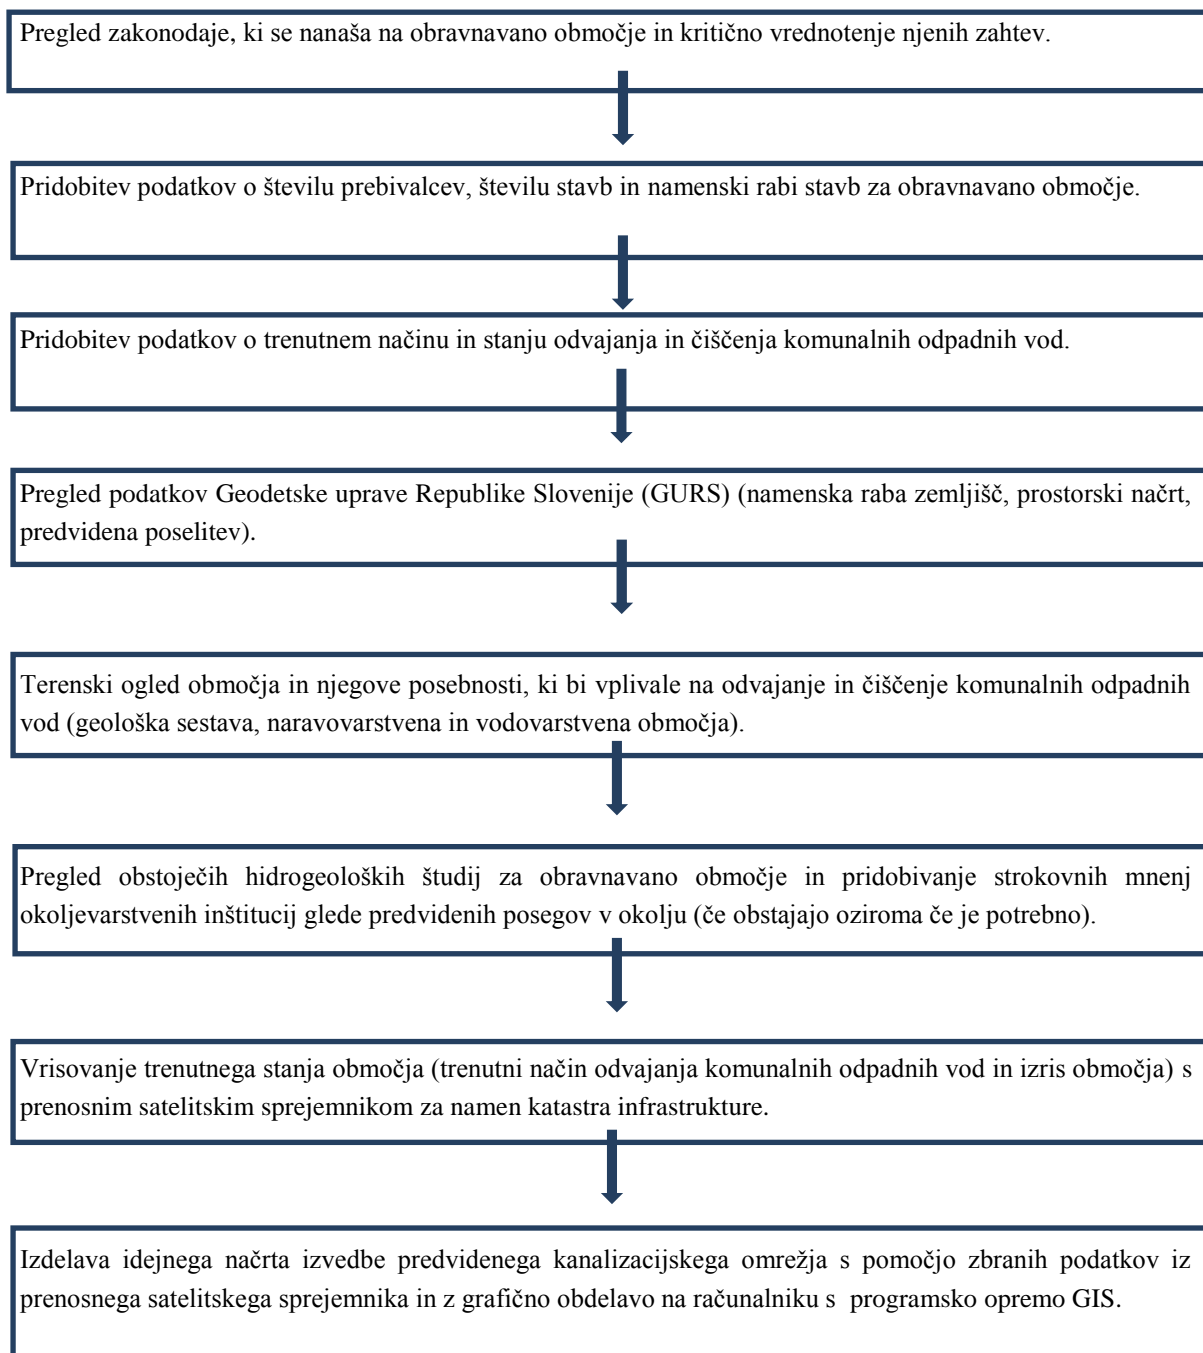 Pregled zakonodaje, ki se nanaša na obravnavano območje in kritično vrednotenje njenih zahtev.
Pridobitev podatkov o številu prebivalcev, številu stavb in namenski rabi stavb za obravnavano območje.
Pridobitev podatkov o trenutnem načinu in stanju odvajanja in čiščenja komunalnih odpadnih vod.
Pregled podatkov Geodetske uprave Republike Slovenije (GURS) (namenska raba zemljišč, prostorski načrt,
predvidena poselitev).
Terenski ogled območja in njegove posebnosti, ki bi vplivale na odvajanje in čiščenje komunalnih odpadnih
vod (geološka sestava, naravovarstvena in vodovarstvena območja).
Pregled obstoječih hidrogeoloških študij za obravnavano območje in pridobivanje strokovnih mnenj
okoljevarstvenih inštitucij glede predvidenih posegov v okolju (če obstajajo oziroma če je potrebno).
Vrisovanje trenutnega stanja območja (trenutni način odvajanja komunalnih odpadnih vod in izris območja) s
prenosnim satelitskim sprejemnikom za namen katastra infrastrukture.
Izdelava idejnega načrta izvedbe predvidenega kanalizacijskega omrežja s pomočjo zbranih podatkov iz
prenosnega satelitskega sprejemnika in z grafično obdelavo na računalniku s programsko opremo GIS.